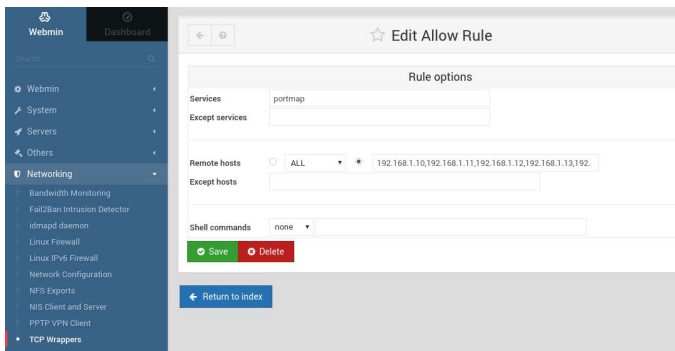 Webmin
Dashboard
Search
Webmin
System
Servers
Others
Networking
Bandwidth Monitoring
Fail2Ban Intrusion Detector
idmapd daemon
Linux Firewall
Linux IPv6 Firewall
Network Configuration
NFS Exports
NIS Client and Server
PPTP VPN Client
TCP Wrappers
Edit Allow Rule
Rule options
Services portmap
Except services
Remote hosts ALL 192.168.1.10,192.168.1.11,192.168.1.12,192.168.1.13,192.
Except hosts
Shell commands none
Save Delete
Return to index